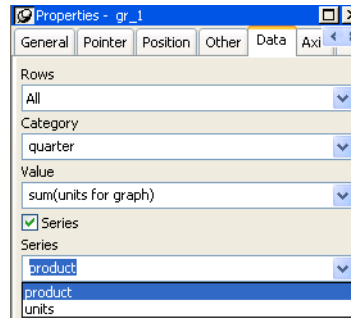 Properties - gr_1
General Pointer Position Other Data Axi
Rows
All
Category
quarter
Value
sum(units for graph)
Series
Series
product
product
units